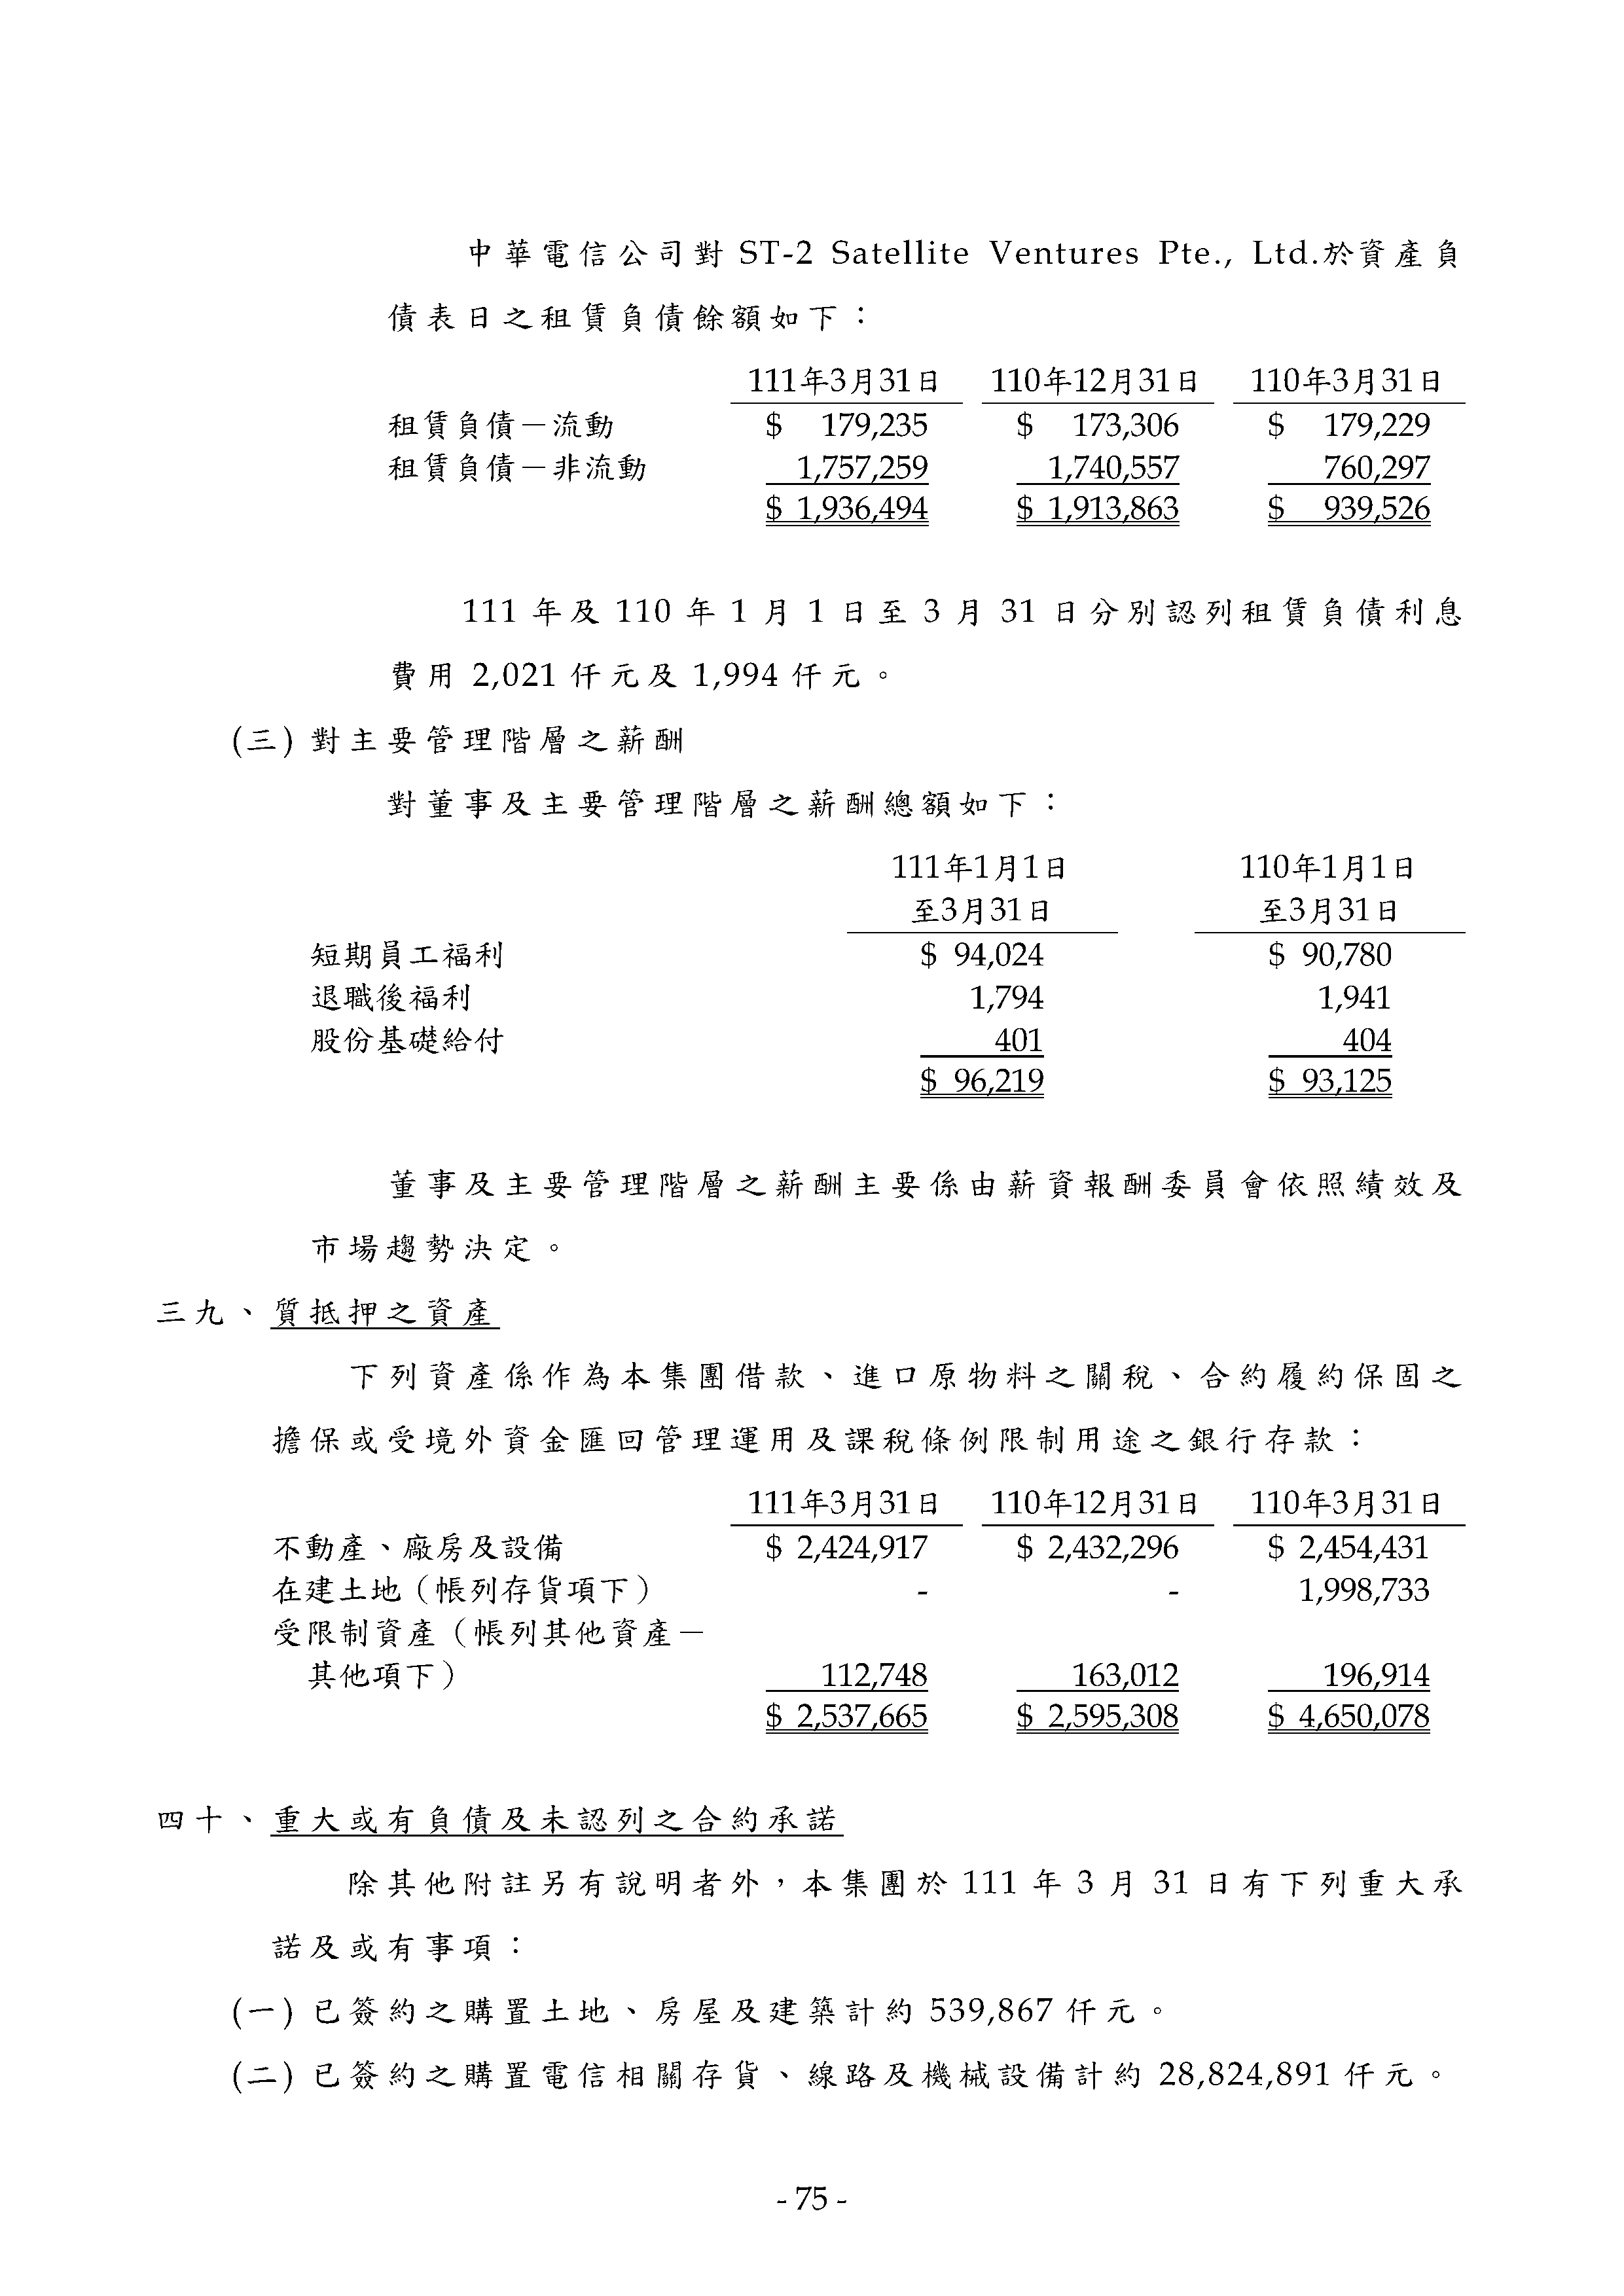 中華電信公司對 ST-2 Satellite Ventures Pte., Ltd.於資產負
債表日之租賃負債餘額如下：
111年3月31日 110年12月31日 110年3月31日
租賃負債－流動 $ 179,235 $ 173,306 $ 179,229
租賃負債－非流動 1,757,259 1,740,557 760,297
$ 1,936,494 $ 1,913,863 $ 939,526
111 年及 110 年 1 月 1 日至 3 月 31 日分別認列租賃負債利息
費用 2,021 仟元及 1,994 仟元。
(三) 對主要管理階層之薪酬
對董事及主要管理階層之薪酬總額如下：
111年1月1日 110年1月1日
至3月31日 至3月31日
短期員工福利 $ 94,024 $ 90,780
退職後福利 1,794 1,941
股份基礎給付 401 404
$ 96,219 $ 93,125
董事及主要管理階層之薪酬主要係由薪資報酬委員會依照績效及
市場趨勢決定。
三九、質抵押之資產
下列資產係作為本集團借款、進口原物料之關稅、合約履約保固之
擔保或受境外資金匯回管理運用及課稅條例限制用途之銀行存款：
111年3月31日 110年12月31日 110年3月31日
不動產、廠房及設備 $ 2,424,917 $ 2,432,296 $ 2,454,431
在建土地（帳列存貨項下） - - 1,998,733
受限制資產（帳列其他資產－
其他項下） 112,748 163,012 196,914
$ 2,537,665 $ 2,595,308 $ 4,650,078
四十、重大或有負債及未認列之合約承諾
除其他附註另有說明者外，本集團於 111 年 3 月 31 日有下列重大承
諾及或有事項：
(一) 已簽約之購置土地、房屋及建築計約 539,867 仟元。
(二) 已簽約之購置電信相關存貨、線路及機械設備計約 28,824,891 仟元。
- 75 -